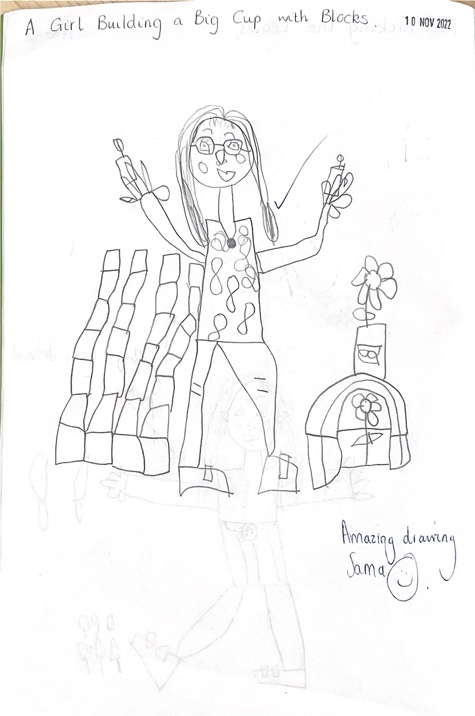 A Girl Building a Big Cup with Blocks.
10 NOV 2022
Amazing drawing
Sama